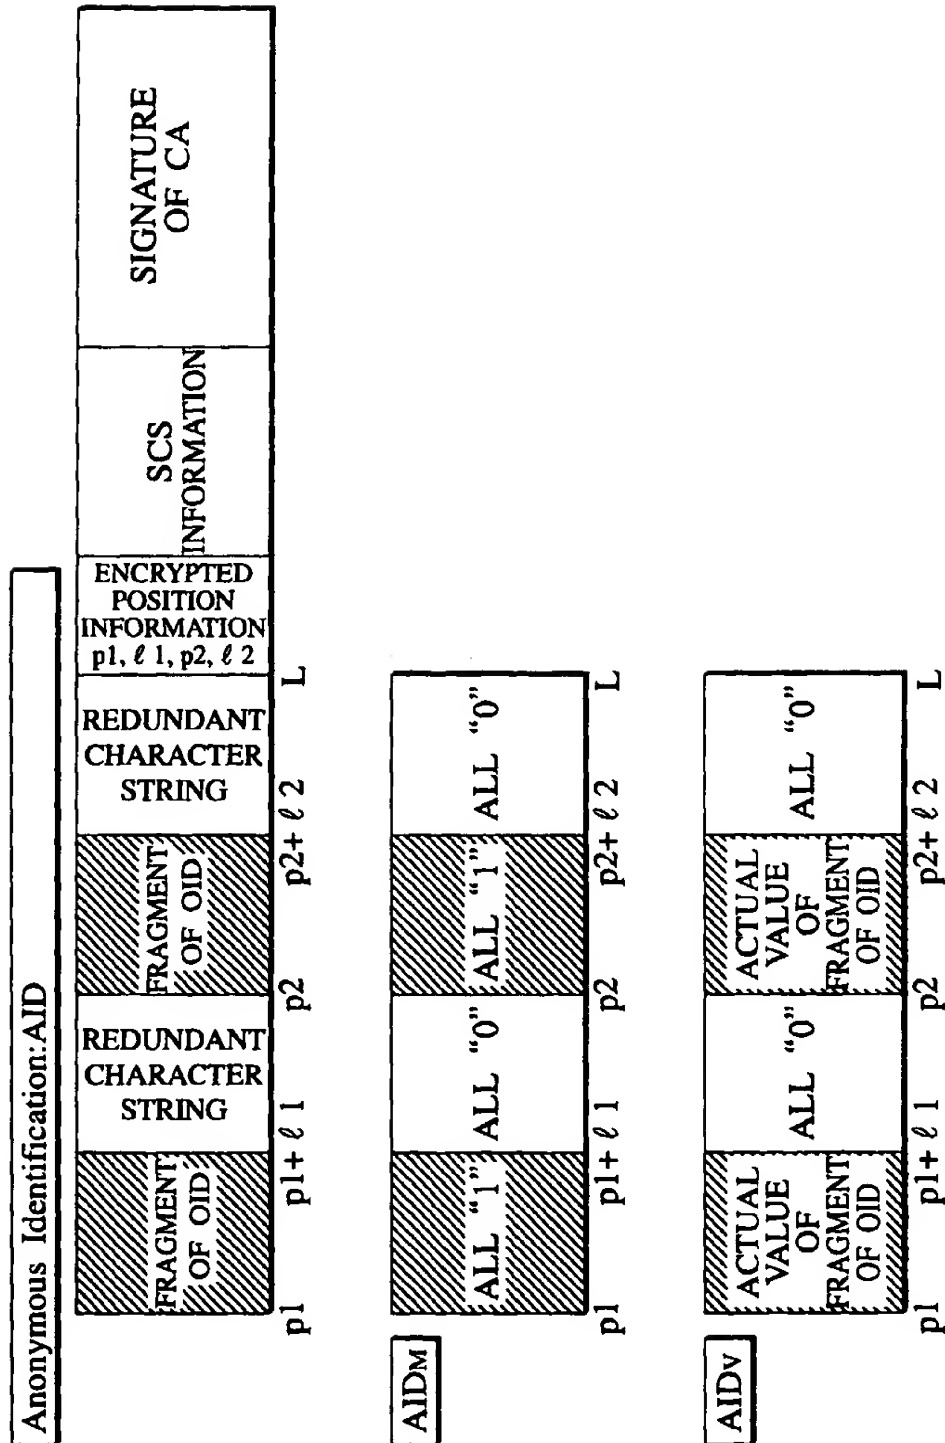 Anonymous Identification:AID
FRAGMENT
OF OID
REDUNDANT
CHARACTER
STRING
FRAGMENT
OF OID
REDUNDANT
CHARACTER
STRING
ENCRYPTED
POSITION
INFORMATION
p1, ℓ 1, p2, ℓ 2
SCS
INFORMATION
SIGNATURE
OF CA
p1
p1+ ℓ 1
p2
p2+ ℓ 2
L
AIDM
ALL “1”
ALL “0”
ALL “1”
ALL “0”
p1
p1+ ℓ 1
p2
p2+ ℓ 2
L
AIDV
ACTUAL
VALUE
OF
FRAGMENT
OF OID
ALL “0”
ACTUAL
VALUE
OF
FRAGMENT
OF OID
ALL “0”
p1
p1+ ℓ 1
p2
p2+ ℓ 2
L